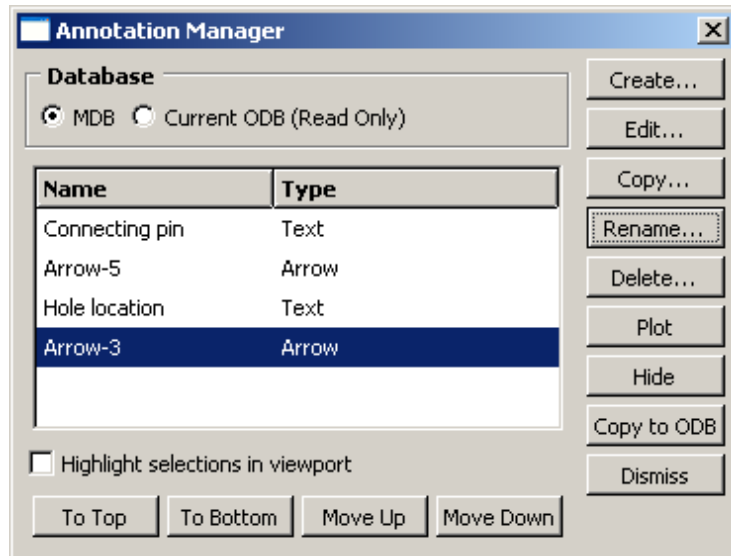 Annotation Manager
Database
MDB Current ODB (Read Only)
Name Type
Connecting pin Text
Arrow-5 Arrow
Hole location Text
Arrow-3 Arrow
Highlight selections in viewport
To Top To Bottom Move Up Move Down
Create...
Edit...
Copy...
Rename...
Delete...
Plot
Hide
Copy to ODB
Dismiss